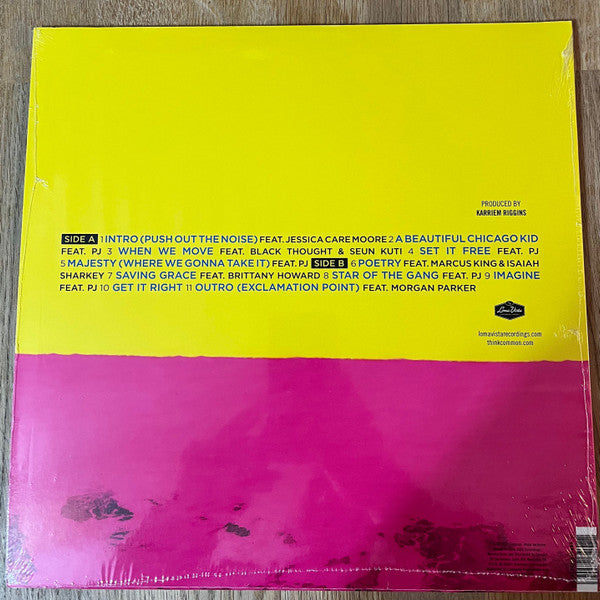 PRODUCED BY
KARRIEM RIGGINS
SIDE A 1 INTRO (PUSH OUT THE NOISE) FEAT. JESSICA CARE MOORE 2 A BEAUTIFUL CHICAGO KID
FEAT. PJ 3 WHEN WE MOVE FEAT. BLACK THOUGHT & SEUN KUTI 4 SET IT FREE FEAT. PJ
5 MAJESTY (WHERE WE GONNA TAKE IT) FEAT. PJ SIDE B 6 POETRY FEAT. MARCUS KING & ISAIAH
SHARKEY 7 SAVING GRACE FEAT. BRITTANY HOWARD 8 STAR OF THE GANG FEAT. PJ 9 IMAGINE
FEAT. PJ 10 GET IT RIGHT 11 OUTRO (EXCLAMATION POINT) FEAT. MORGAN PARKER
Loma Vista
lomavistarecordings.com
thinkcommon.com